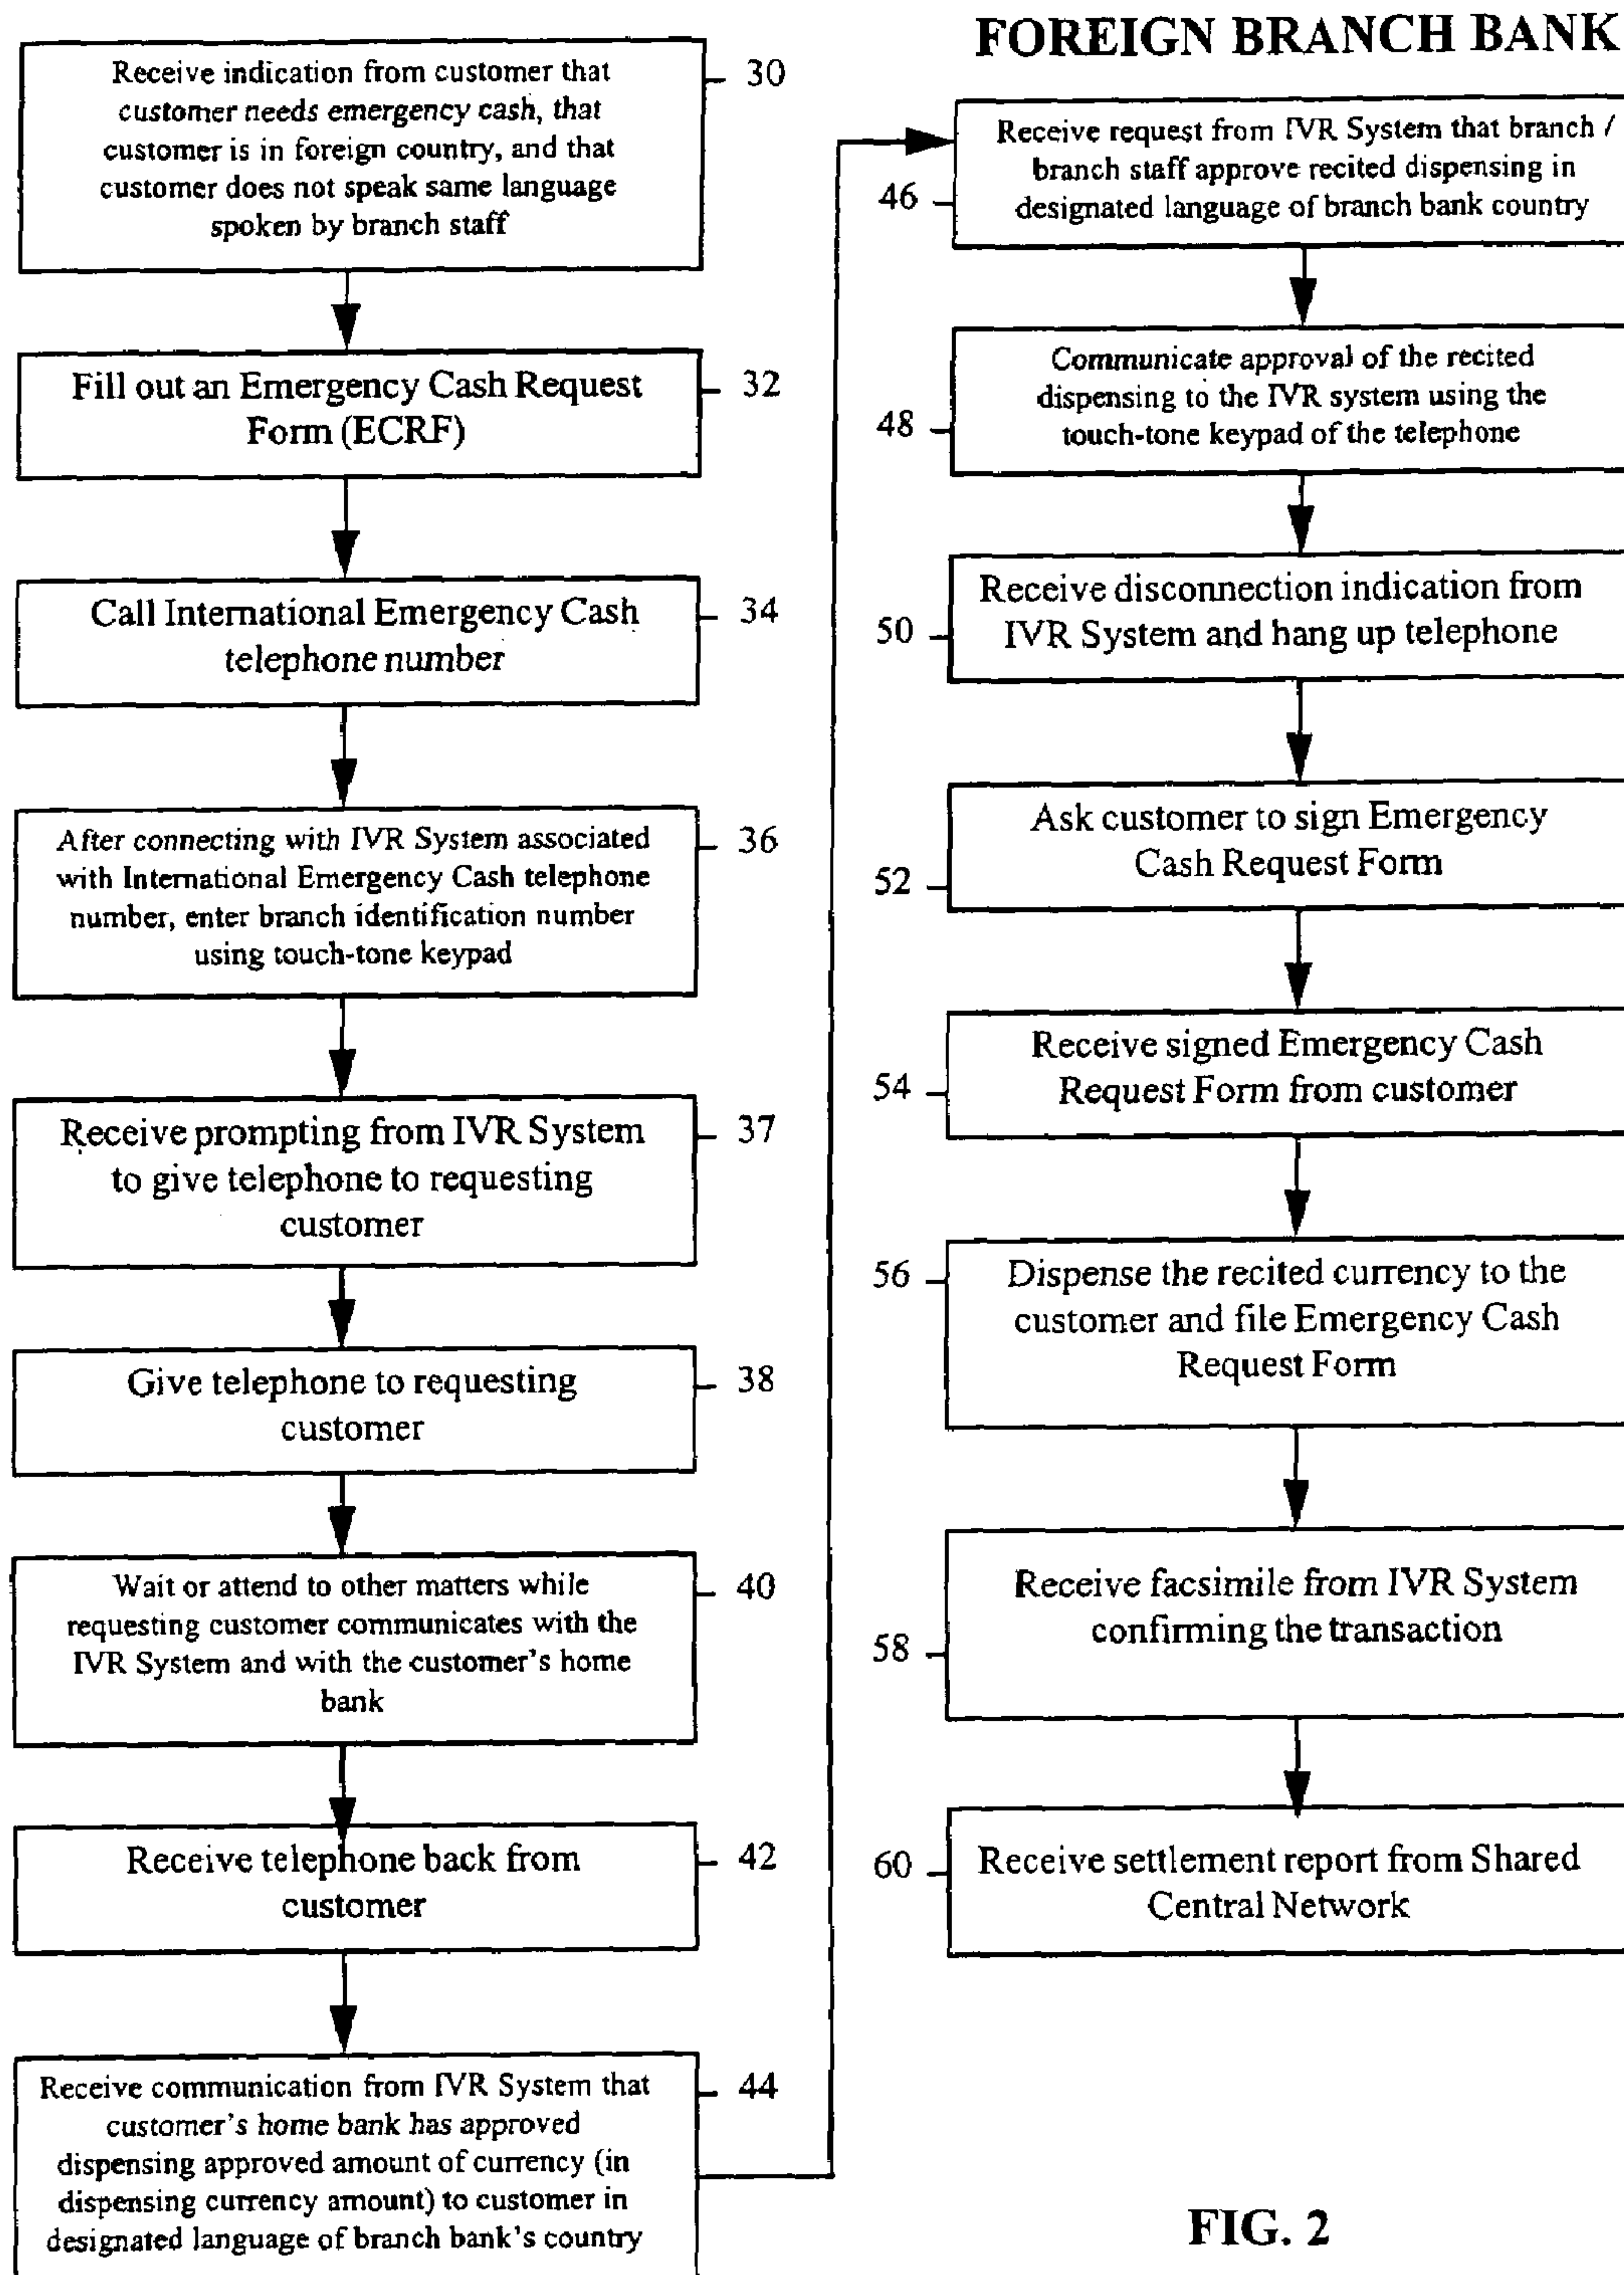 FOREIGN BRANCH BANK
Receive indication from customer that
customer needs emergency cash, that
customer is in foreign country, and that
customer does not speak same language
spoken by branch staff
30
Fill out an Emergency Cash Request
Form (ECRF)
32
Call International Emergency Cash
telephone number
34
After connecting with IVR System associated
with International Emergency Cash telephone
number, enter branch identification number
using touch-tone keypad
36
Receive prompting from IVR System
to give telephone to requesting
customer
37
Give telephone to requesting
customer
38
Wait or attend to other matters while
requesting customer communicates with the
IVR System and with the customer's home
bank
40
Receive telephone back from
customer
42
Receive communication from IVR System that
customer's home bank has approved
dispensing approved amount of currency (in
dispensing currency amount) to customer in
designated language of branch bank's country
44
Receive request from IVR System that branch /
branch staff approve recited dispensing in
designated language of branch bank country
46
Communicate approval of the recited
dispensing to the IVR system using the
touch-tone keypad of the telephone
48
Receive disconnection indication from
IVR System and hang up telephone
50
Ask customer to sign Emergency
Cash Request Form
52
Receive signed Emergency Cash
Request Form from customer
54
Dispense the recited currency to the
customer and file Emergency Cash
Request Form
56
Receive facsimile from IVR System
confirming the transaction
58
Receive settlement report from Shared
Central Network
60
FIG. 2